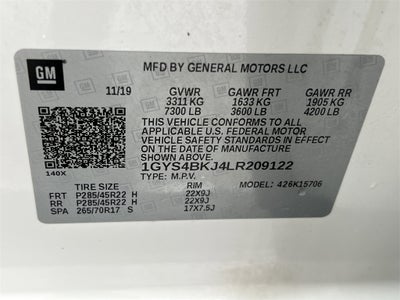 GM
MFD BY GENERAL MOTORS LLC
11/19 GVWR GAWR FRT GAWR RR
3311 KG 1633 KG 1905 KG
7300 LB 3600 LB 4200 LB
THIS VEHICLE CONFORMS TO ALL
APPLICABLE U.S. FEDERAL MOTOR
VEHICLE SAFETY STANDARDS IN
EFFECT ON THE DATE OF
MANUFACTURE SHOWN ABOVE.
1GYS4BKJ4LR209122
140X TYPE: M.P.V. MODEL: 426K15706
TIRE SIZE RIM
FRT P285/45R22 H 22X9J
RR P285/45R22 H 22X9J
SPA 265/70R17 S 17X7.5J